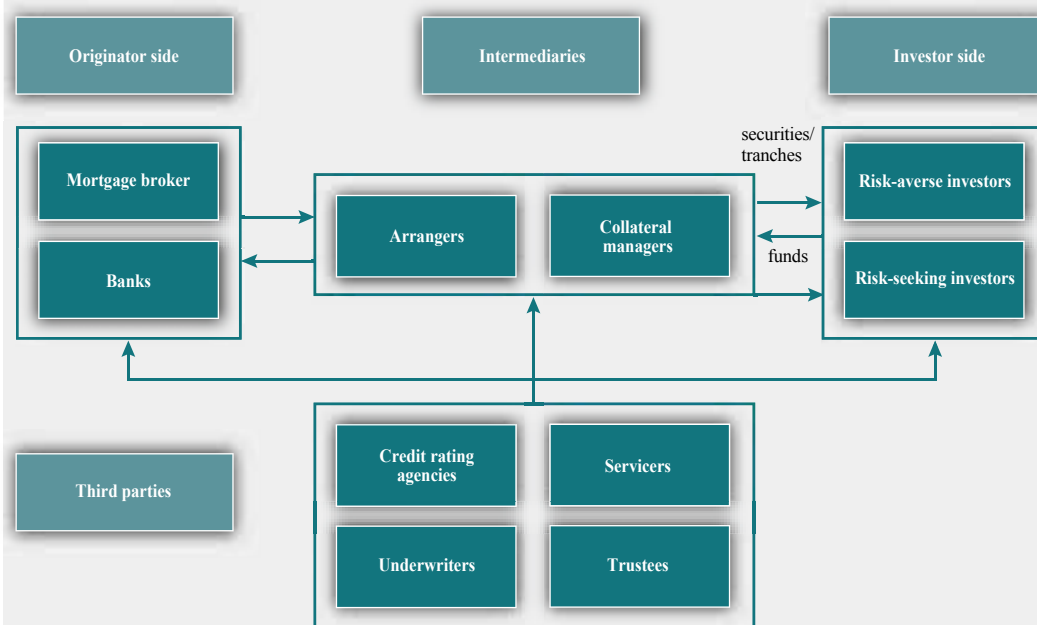 Originator side
Intermediaries
Investor side
securities/
tranches
Mortgage broker
Risk-averse investors
Arrangers
Collateral
managers
funds
Banks
Risk-seeking investors
Credit rating
agencies
Servicers
Third parties
Underwriters
Trustees